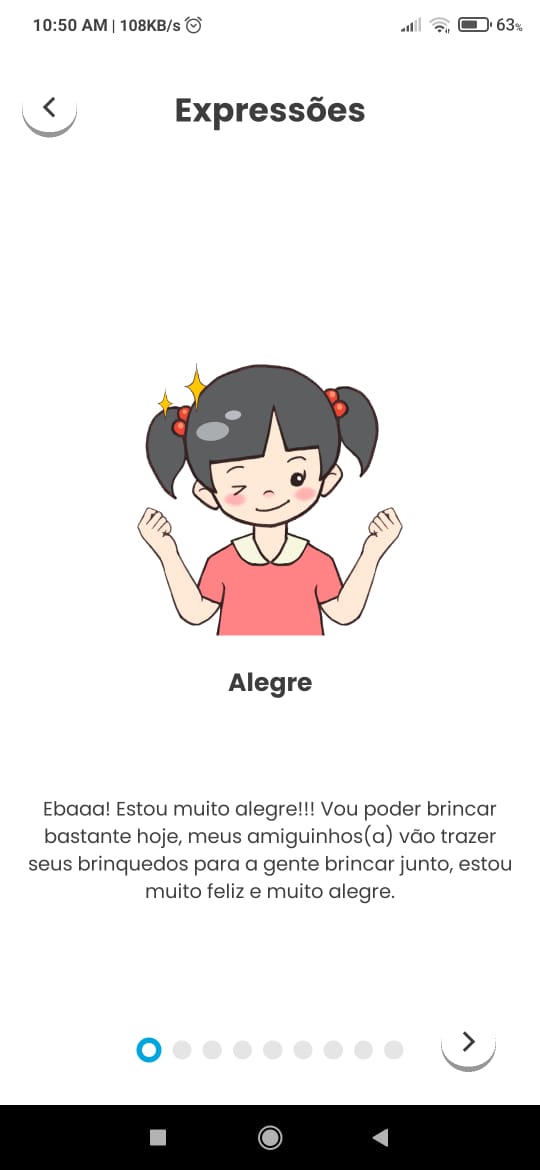 10:50 AM | 108KB/s
63%
Expressões
Alegre
Ebaaa! Estou muito alegre!!! Vou poder brincar
bastante hoje, meus amiguinhos(a) vão trazer
seus brinquedos para a gente brincar junto, estou
muito feliz e muito alegre.